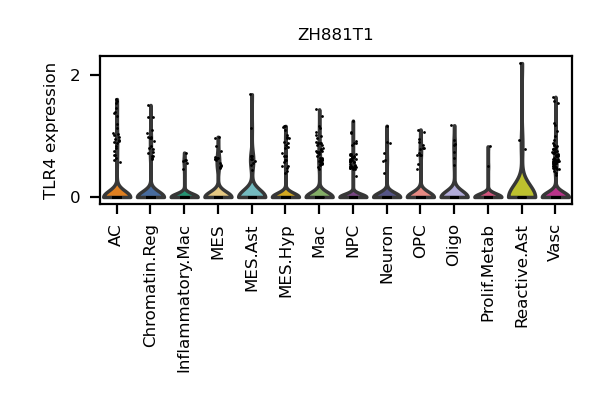 ZH881T1
TLR4 expression
2
0
AC
Chromatin.Reg
Inflammatory.Mac
MES
MES.Ast
MES.Hyp
Mac
NPC
Neuron
OPC
Oligo
Prolif.Metab
Reactive.Ast
Vasc